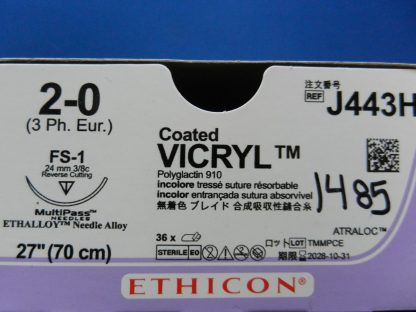 2-0
(3 Ph. Eur.)
FS-1
24 mm 3/8c
Reverse Cutting
MultiPass™
NEEDLES
ETHALLOY™ Needle Alloy
27" (70 cm)
Coated
VICRYL™
Polyglactin 910
incolore tressé suture résorbable
incolor entrançada sutura absorvível
無着色 ブレイド 合成吸収性縫合糸
36 x
STERILE EO
注文番号
REF J443H
1485
ATRALOC™
ロット LOT TMMPCE
2026-10-31
ETHICON®